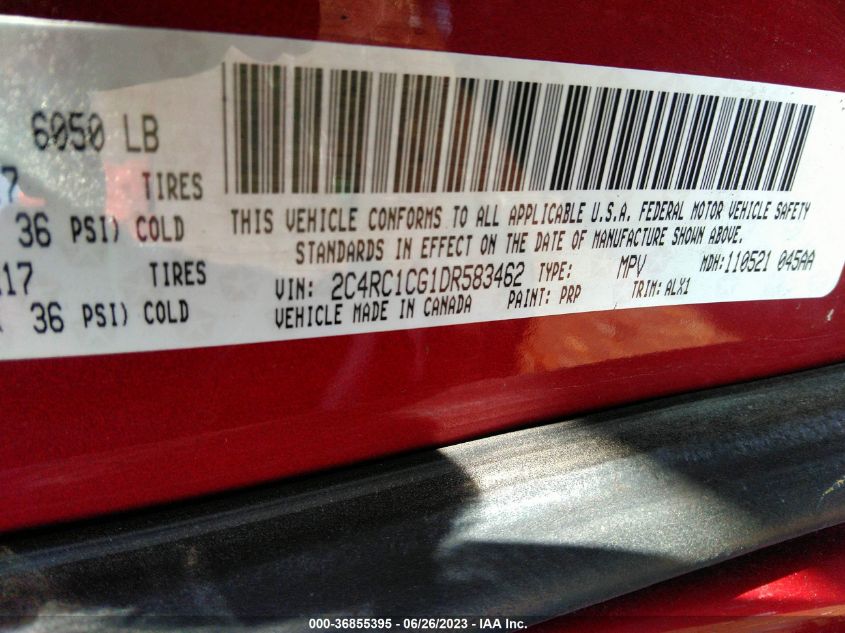 6050 LB
7 TIRES
36 PSI) COLD
17 TIRES
36 PSI) COLD
THIS VEHICLE CONFORMS TO ALL APPLICABLE U.S.A. FEDERAL MOTOR VEHICLE SAFETY
STANDARDS IN EFFECT ON THE DATE OF MANUFACTURE SHOWN ABOVE.
VIN: 2C4RC1CG1DR583462 TYPE: MPV MDH: 110521 045AA
VEHICLE MADE IN CANADA PAINT: PRP TRIM: ALX1
000-36855395 - 06/26/2023 - IAA Inc.